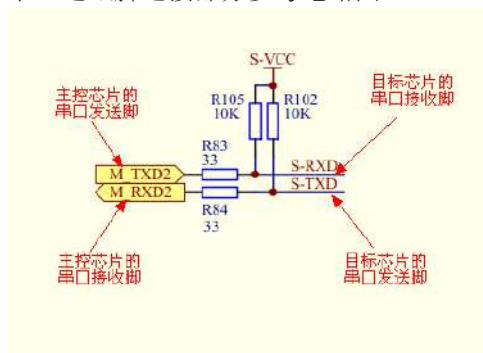 S-VCC
主控芯片的
串口发送脚
目标芯片的
串口接收脚
R105
10K
R102
10K
R83
33
M_TXD2
S-RXD
M_RXD2
S-TXD
R84
33
主控芯片的
串口接收脚
目标芯片的
串口发送脚